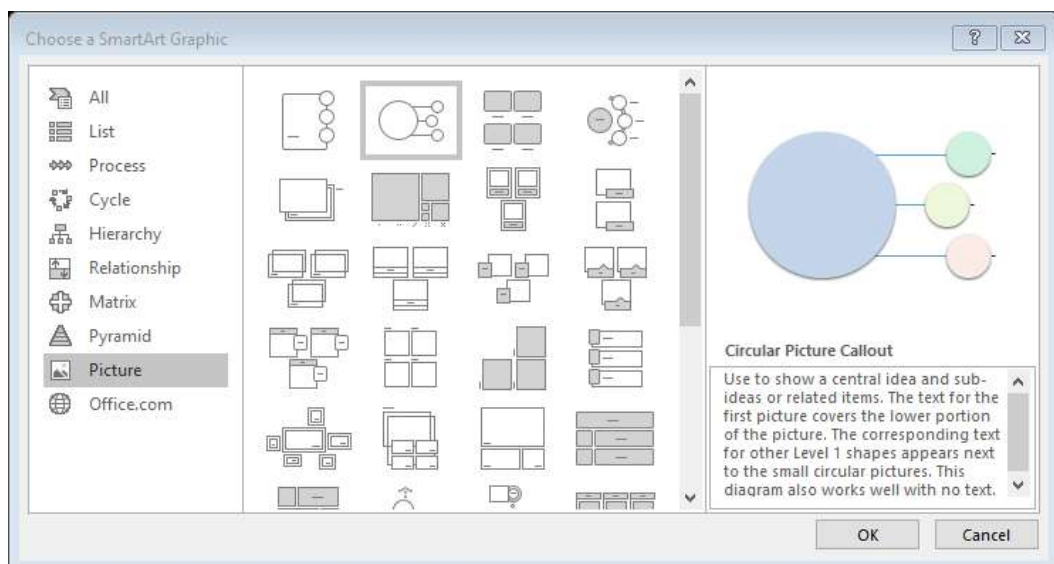 Choose a SmartArt Graphic
All
List
Process
Cycle
Hierarchy
Relationship
Matrix
Pyramid
Picture
Office.com
Circular Picture Callout
Use to show a central idea and sub-
ideas or related items. The text for the
first picture covers the lower portion
of the picture. The corresponding text
for other Level 1 shapes appears next
to the small circular pictures. This
diagram also works well with no text.
OK
Cancel